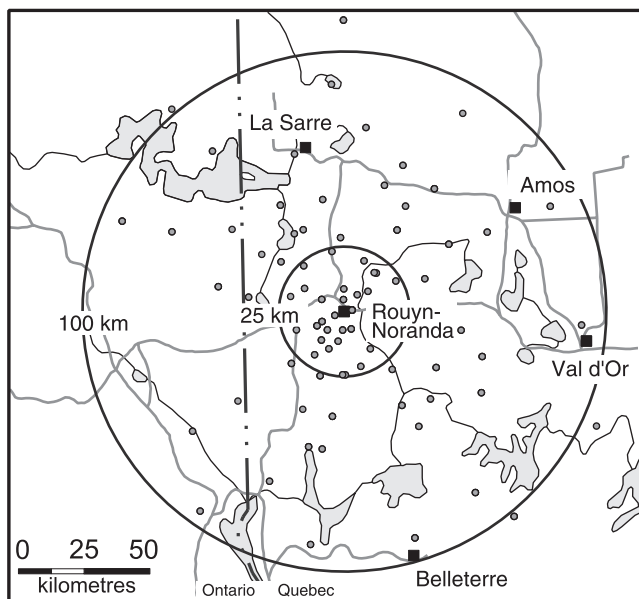 La Sarre
Amos
100 km
25 km
Rouyn-
Noranda
Val d'Or
0 25 50
kilometres
Belleterre
Ontario Quebec